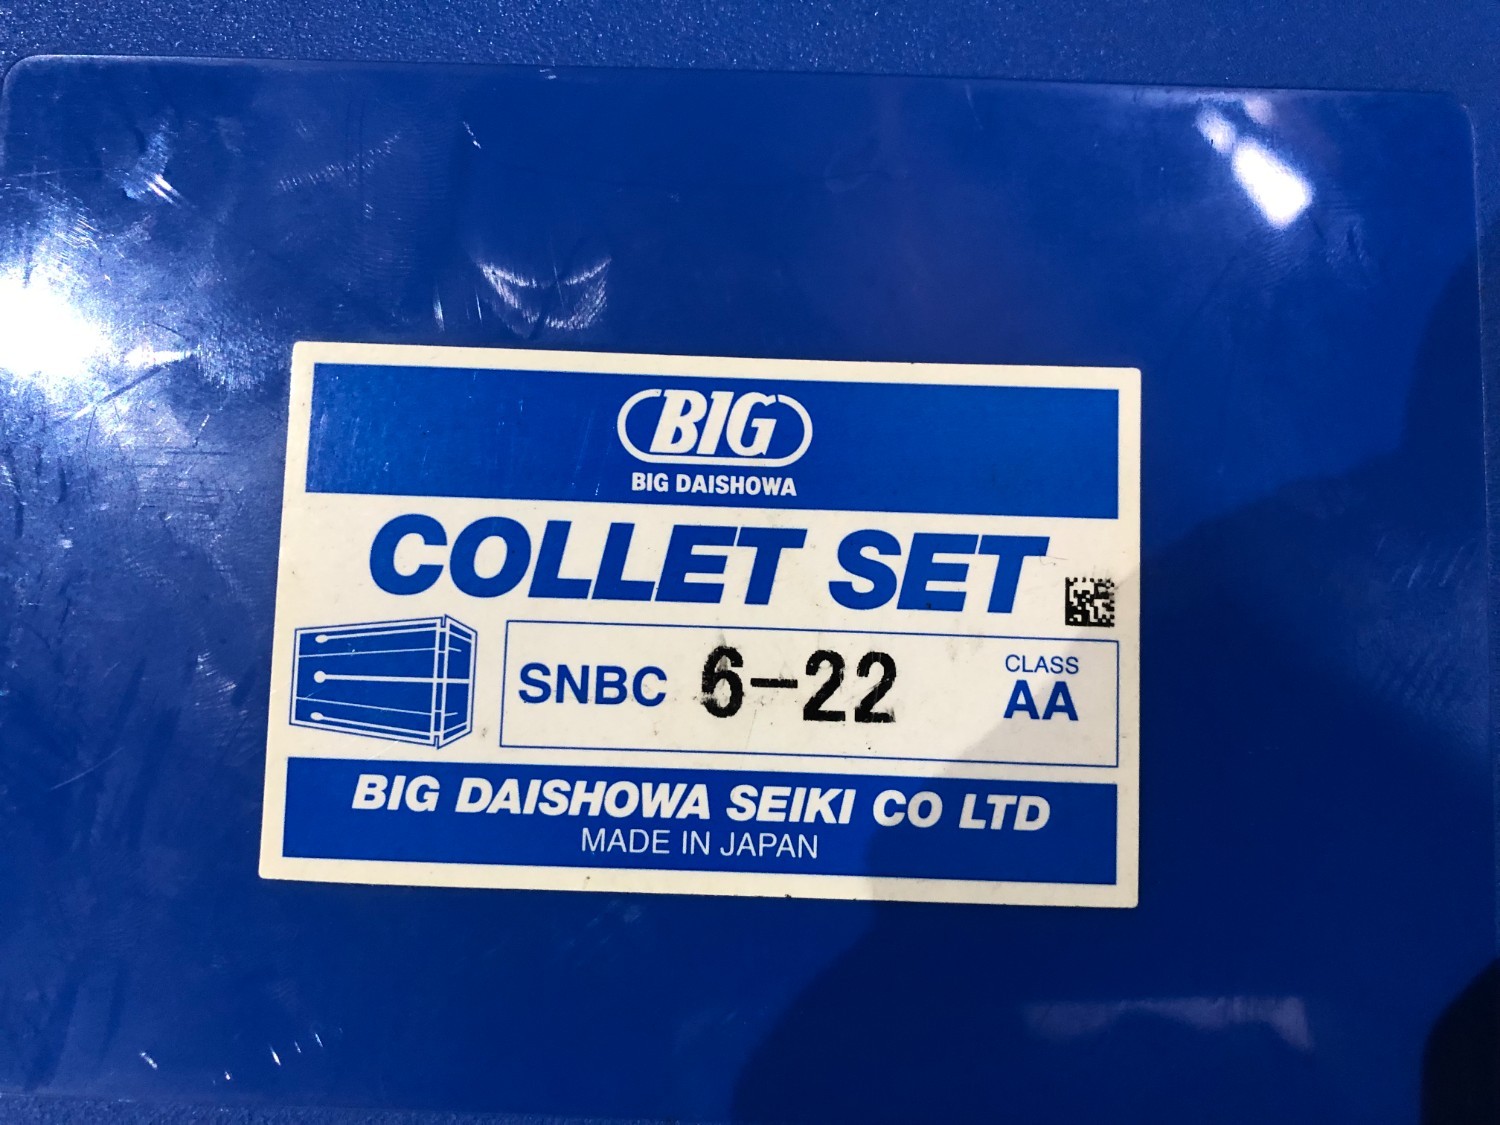 BIG
BIG DAISHOWA
COLLET SET
SNBC 6-22 CLASS AA
BIG DAISHOWA SEIKI CO LTD
MADE IN JAPAN